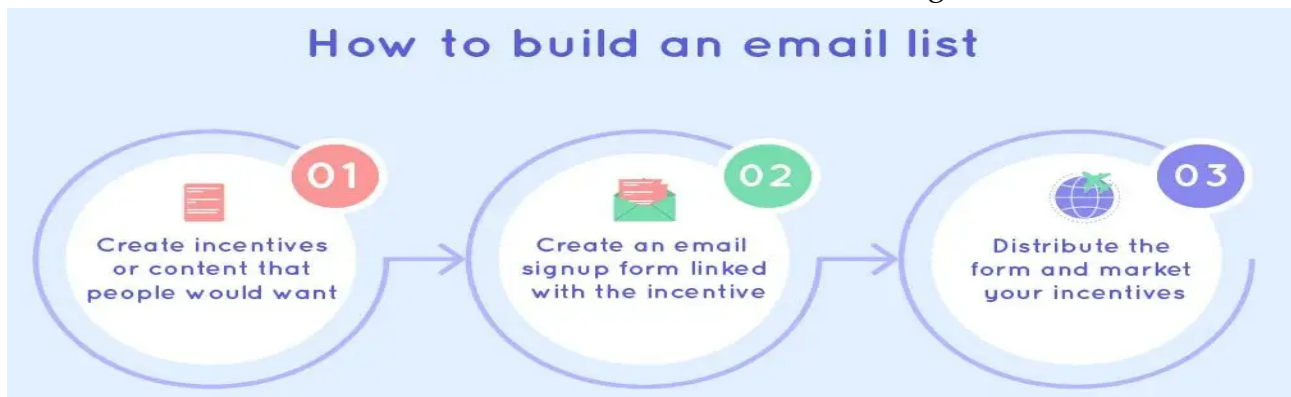 How to build an email list
01
Create incentives
or content that
people would want
02
Create an email
signup form linked
with the incentive
03
Distribute the
form and market
your incentives